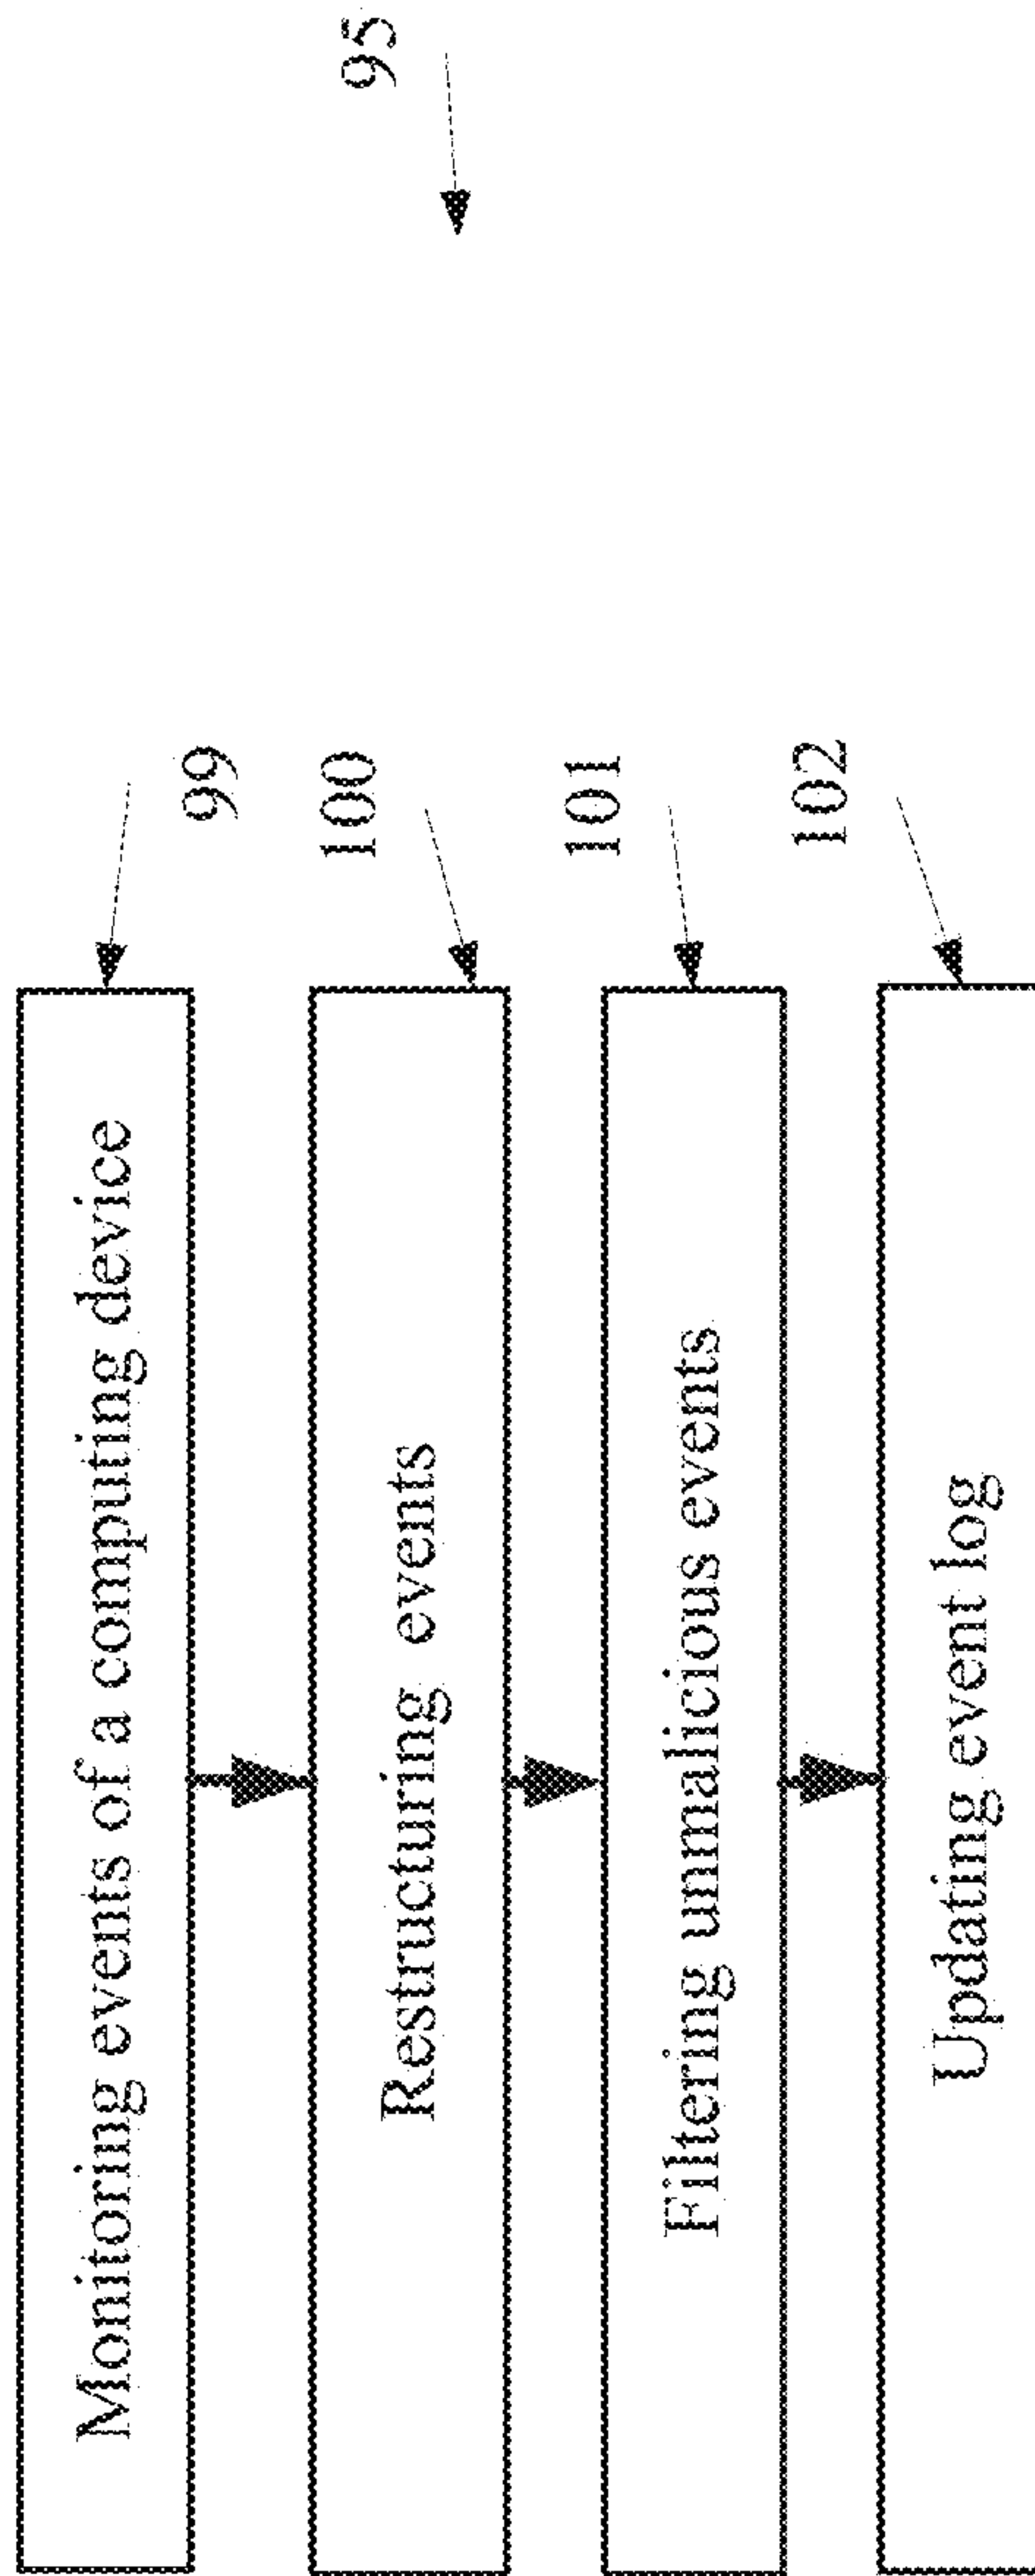 95
Monitoring events of a computing device
99
Restructuring events
100
Filtering unmalicious events
101
Updating event log
102